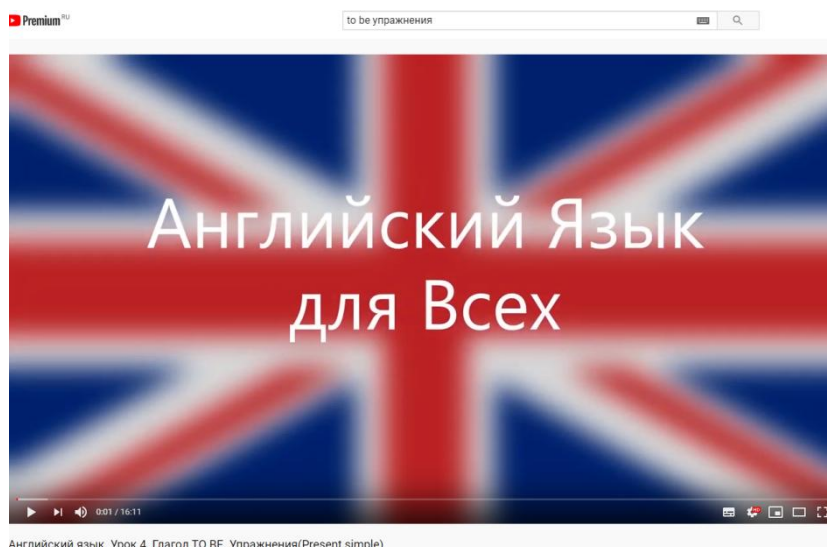 Premium RU
to be упражнения
Английский Язык
для Всех
0:01 / 16:11
Английский язык. Урок 4. Глагол TO BE. Упражнения(Present simple)